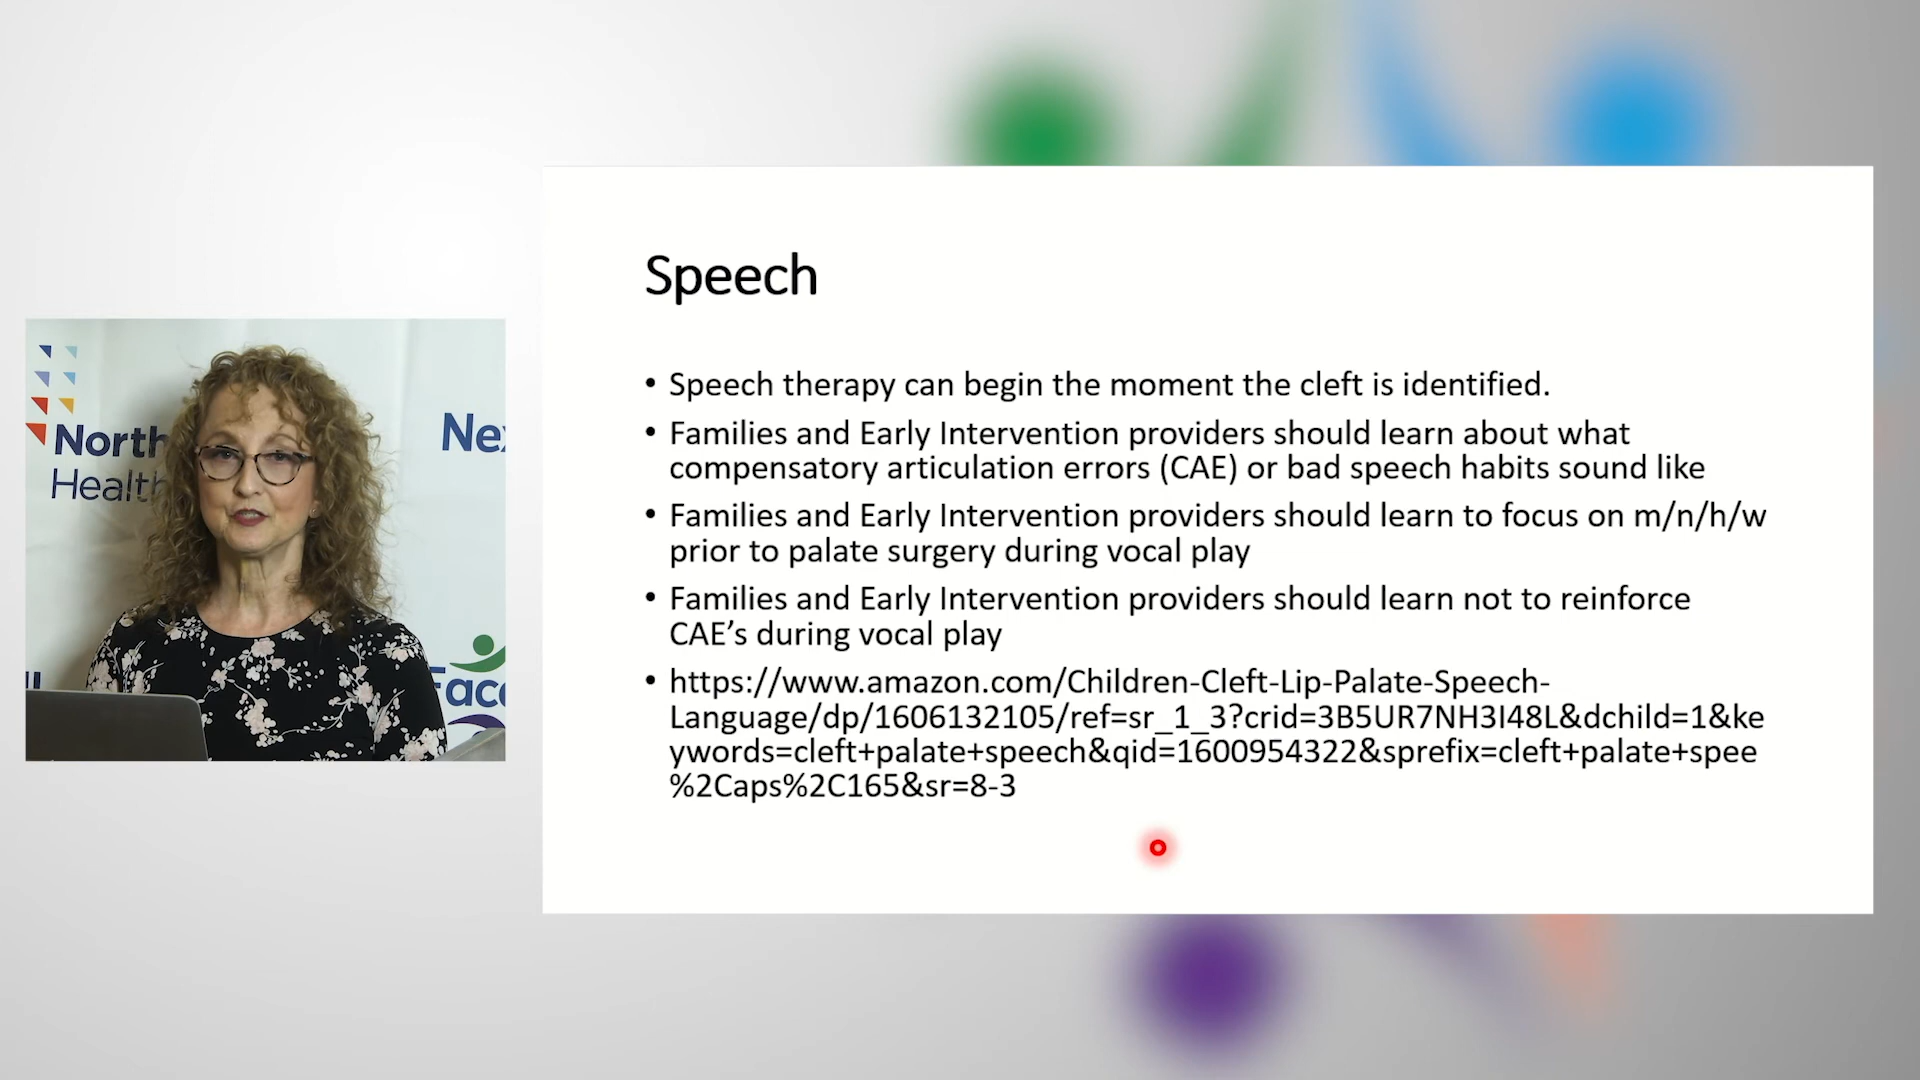 North
Health
Nex
Face
Speech
• Speech therapy can begin the moment the cleft is identified.
• Families and Early Intervention providers should learn about what
compensatory articulation errors (CAE) or bad speech habits sound like
• Families and Early Intervention providers should learn to focus on m/n/h/w
prior to palate surgery during vocal play
• Families and Early Intervention providers should learn not to reinforce
CAE’s during vocal play
• https://www.amazon.com/Children-Cleft-Lip-Palate-Speech-
Language/dp/1606132105/ref=sr_1_3?crid=3B5UR7NH3I48L&dchild=1&ke
ywords=cleft+palate+speech&qid=1600954322&sprefix=cleft+palate+spee
%2Caps%2C165&sr=8-3